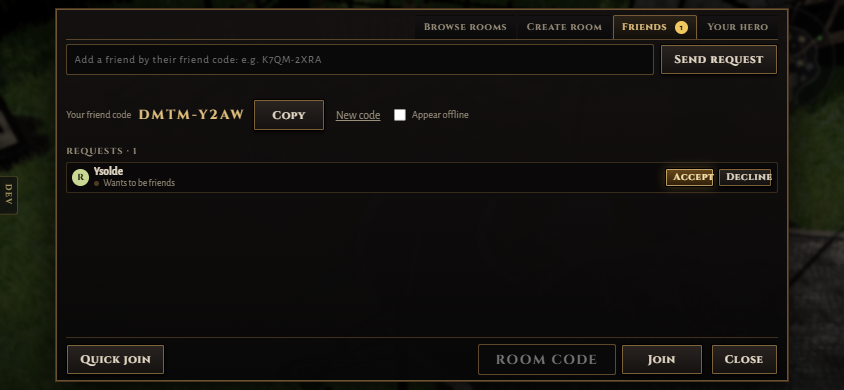 Browse rooms
Create room
Friends 1
Your hero
Add a friend by their friend code: e.g. K7QM-2XRA
Send request
Your friend code DMTM-Y2AW
Copy
New code
Appear offline
Requests · 1
R
Ysolde
Wants to be friends
Accept
Decline
DEV
Quick join
ROOM CODE
Join
Close